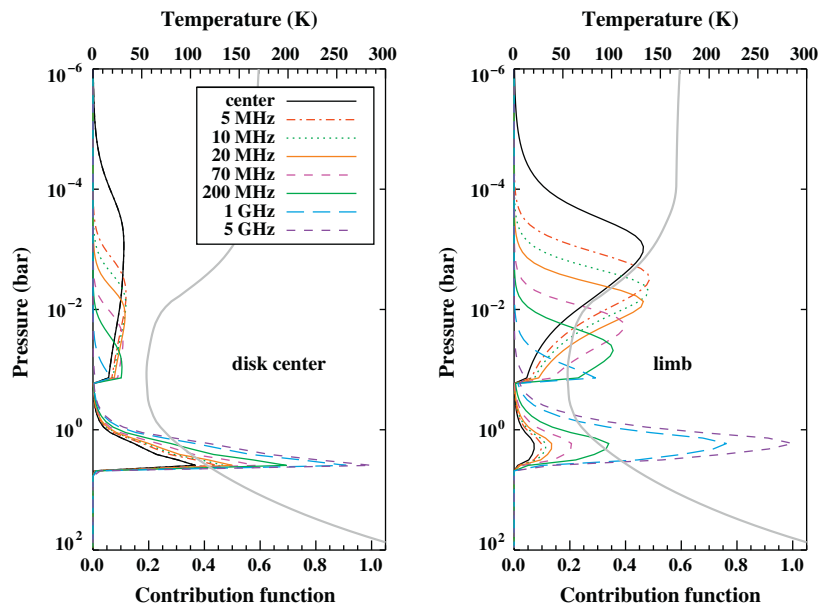 Temperature (K)
0 50 100 150 200 250 300
10⁻⁶
10⁻⁴
10⁻²
10⁰
10²
Pressure (bar)
center
5 MHz
10 MHz
20 MHz
70 MHz
200 MHz
1 GHz
5 GHz
disk center
0.0 0.2 0.4 0.6 0.8 1.0
Contribution function
Temperature (K)
0 50 100 150 200 250 300
10⁻⁶
10⁻⁴
10⁻²
10⁰
10²
Pressure (bar)
limb
0.0 0.2 0.4 0.6 0.8 1.0
Contribution function